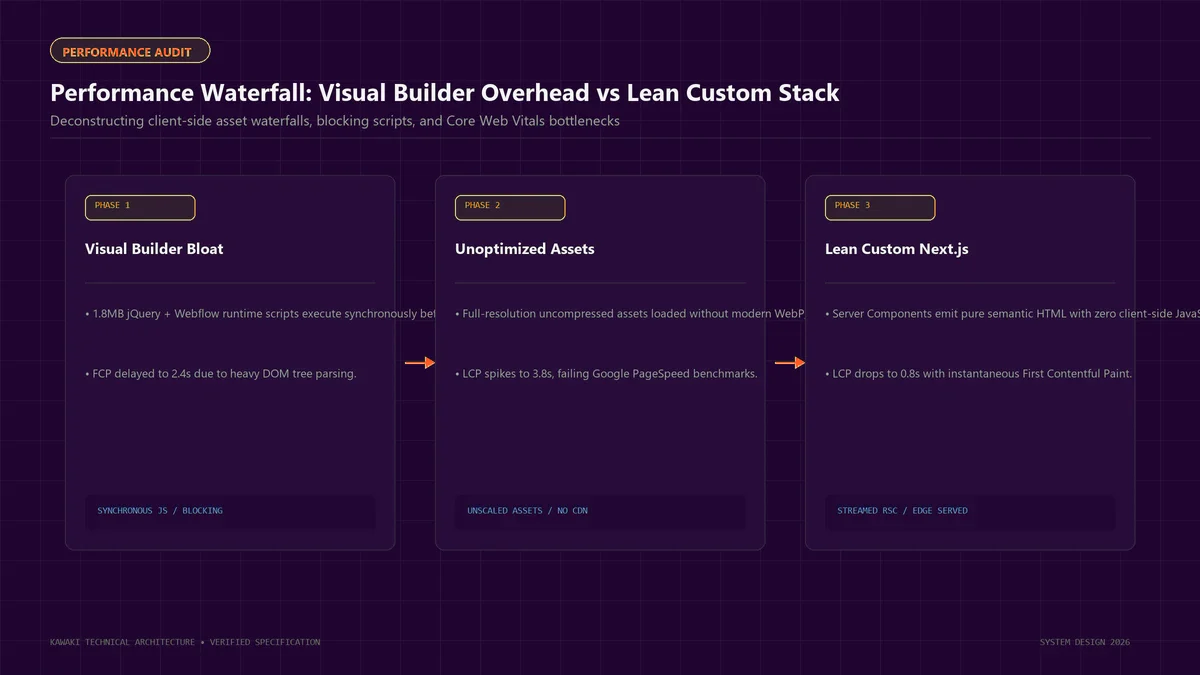 PERFORMANCE AUDIT
Performance Waterfall: Visual Builder Overhead vs Lean Custom Stack
Deconstructing client-side asset waterfalls, blocking scripts, and Core Web Vitals bottlenecks
PHASE 1
Visual Builder Bloat
• 1.8MB jQuery + Webflow runtime scripts execute synchronously
• FCP delayed to 2.4s due to heavy DOM tree parsing.
SYNCHRONOUS JS / BLOCKING
PHASE 2
Unoptimized Assets
• Full-resolution uncompressed assets loaded without modern WebP
• LCP spikes to 3.8s, failing Google PageSpeed benchmarks.
UNSCALED ASSETS / NO CDN
PHASE 3
Lean Custom Next.js
• Server Components emit pure semantic HTML with zero client-side
• LCP drops to 0.8s with instantaneous First Contentful Paint.
STREAMED RSC / EDGE SERVED
KAWAKI TECHNICAL ARCHITECTURE • VERIFIED SPECIFICATION
SYSTEM DESIGN 2026